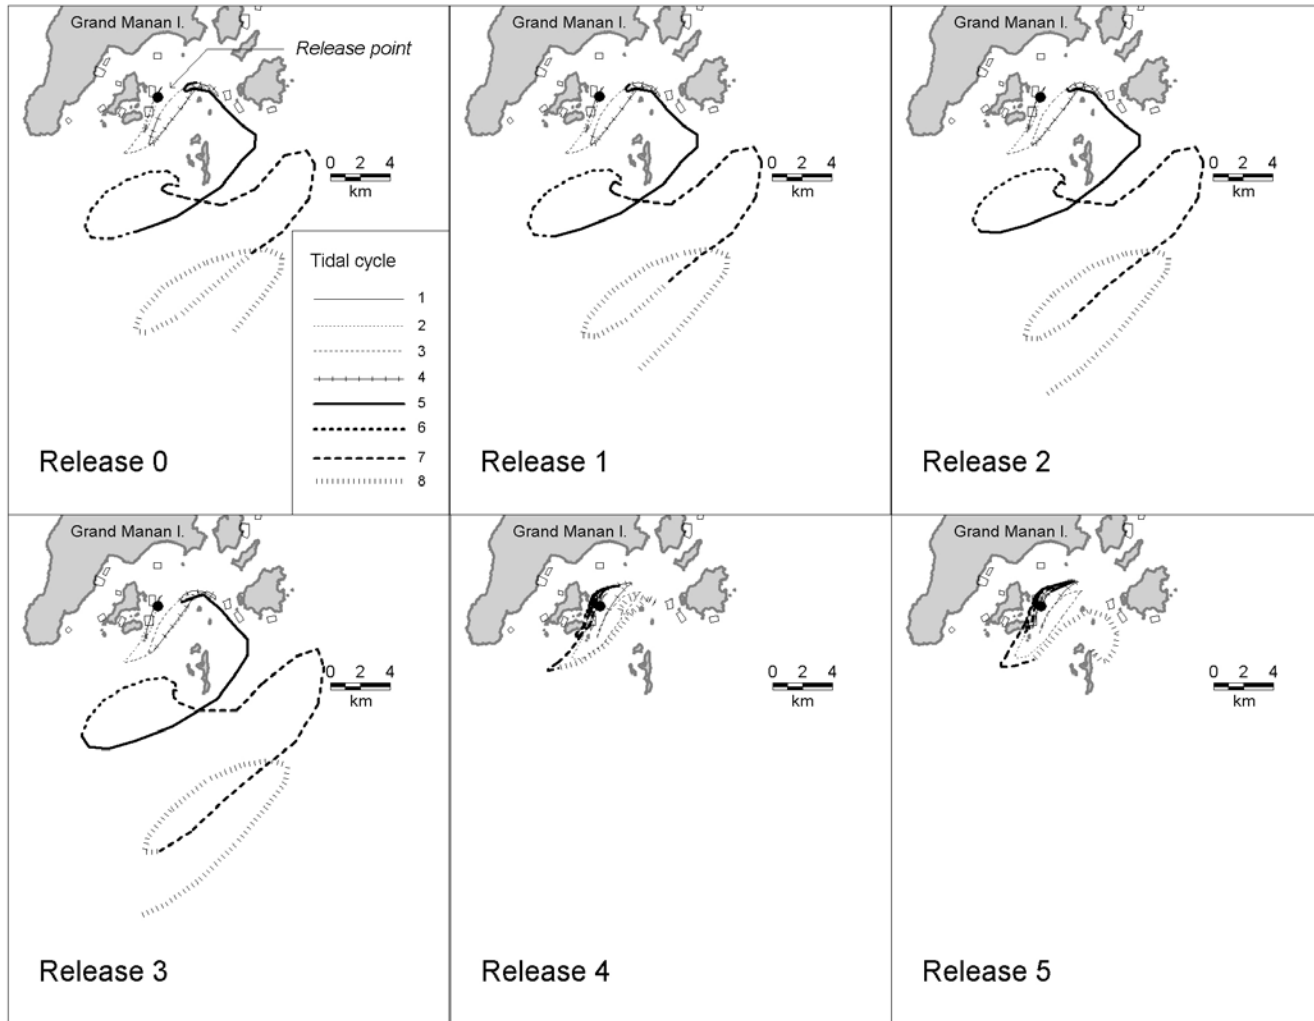 Grand Manan I.
Release point
0 2 4
km
Tidal cycle
1
2
3
4
5
6
7
8
Release 0
Grand Manan I.
0 2 4
km
Release 1
Grand Manan I.
0 2 4
km
Release 2
Grand Manan I.
0 2 4
km
Release 3
Grand Manan I.
0 2 4
km
Release 4
Grand Manan I.
0 2 4
km
Release 5